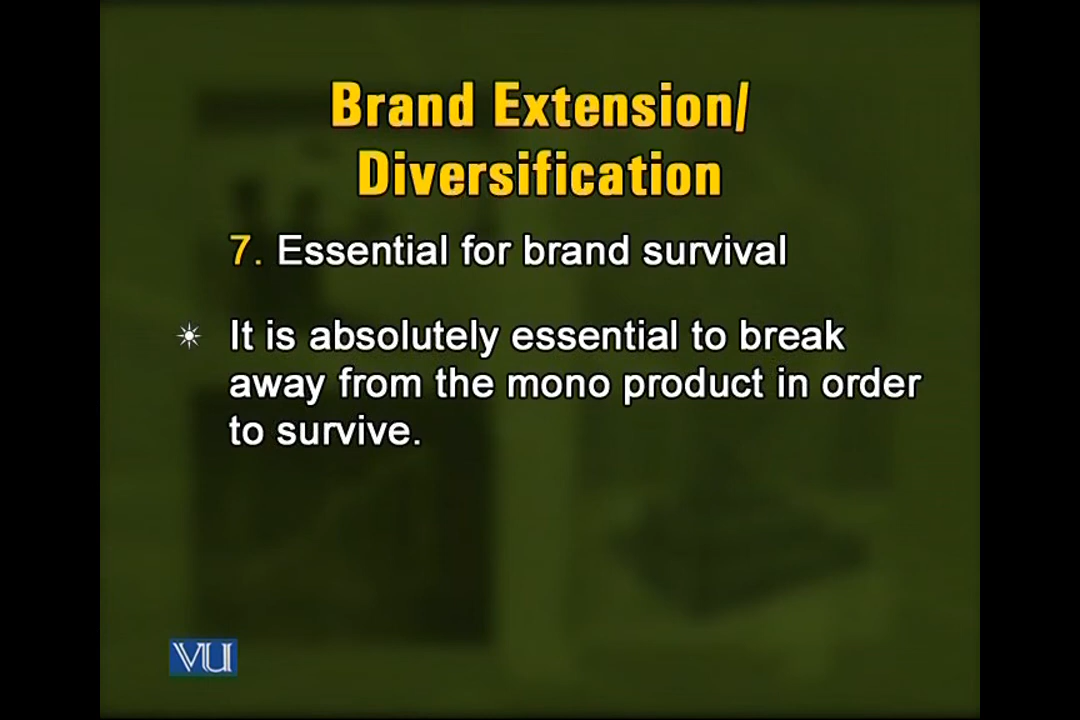 Brand Extension/
Diversification
7. Essential for brand survival
It is absolutely essential to break
away from the mono product in order
to survive.
VU